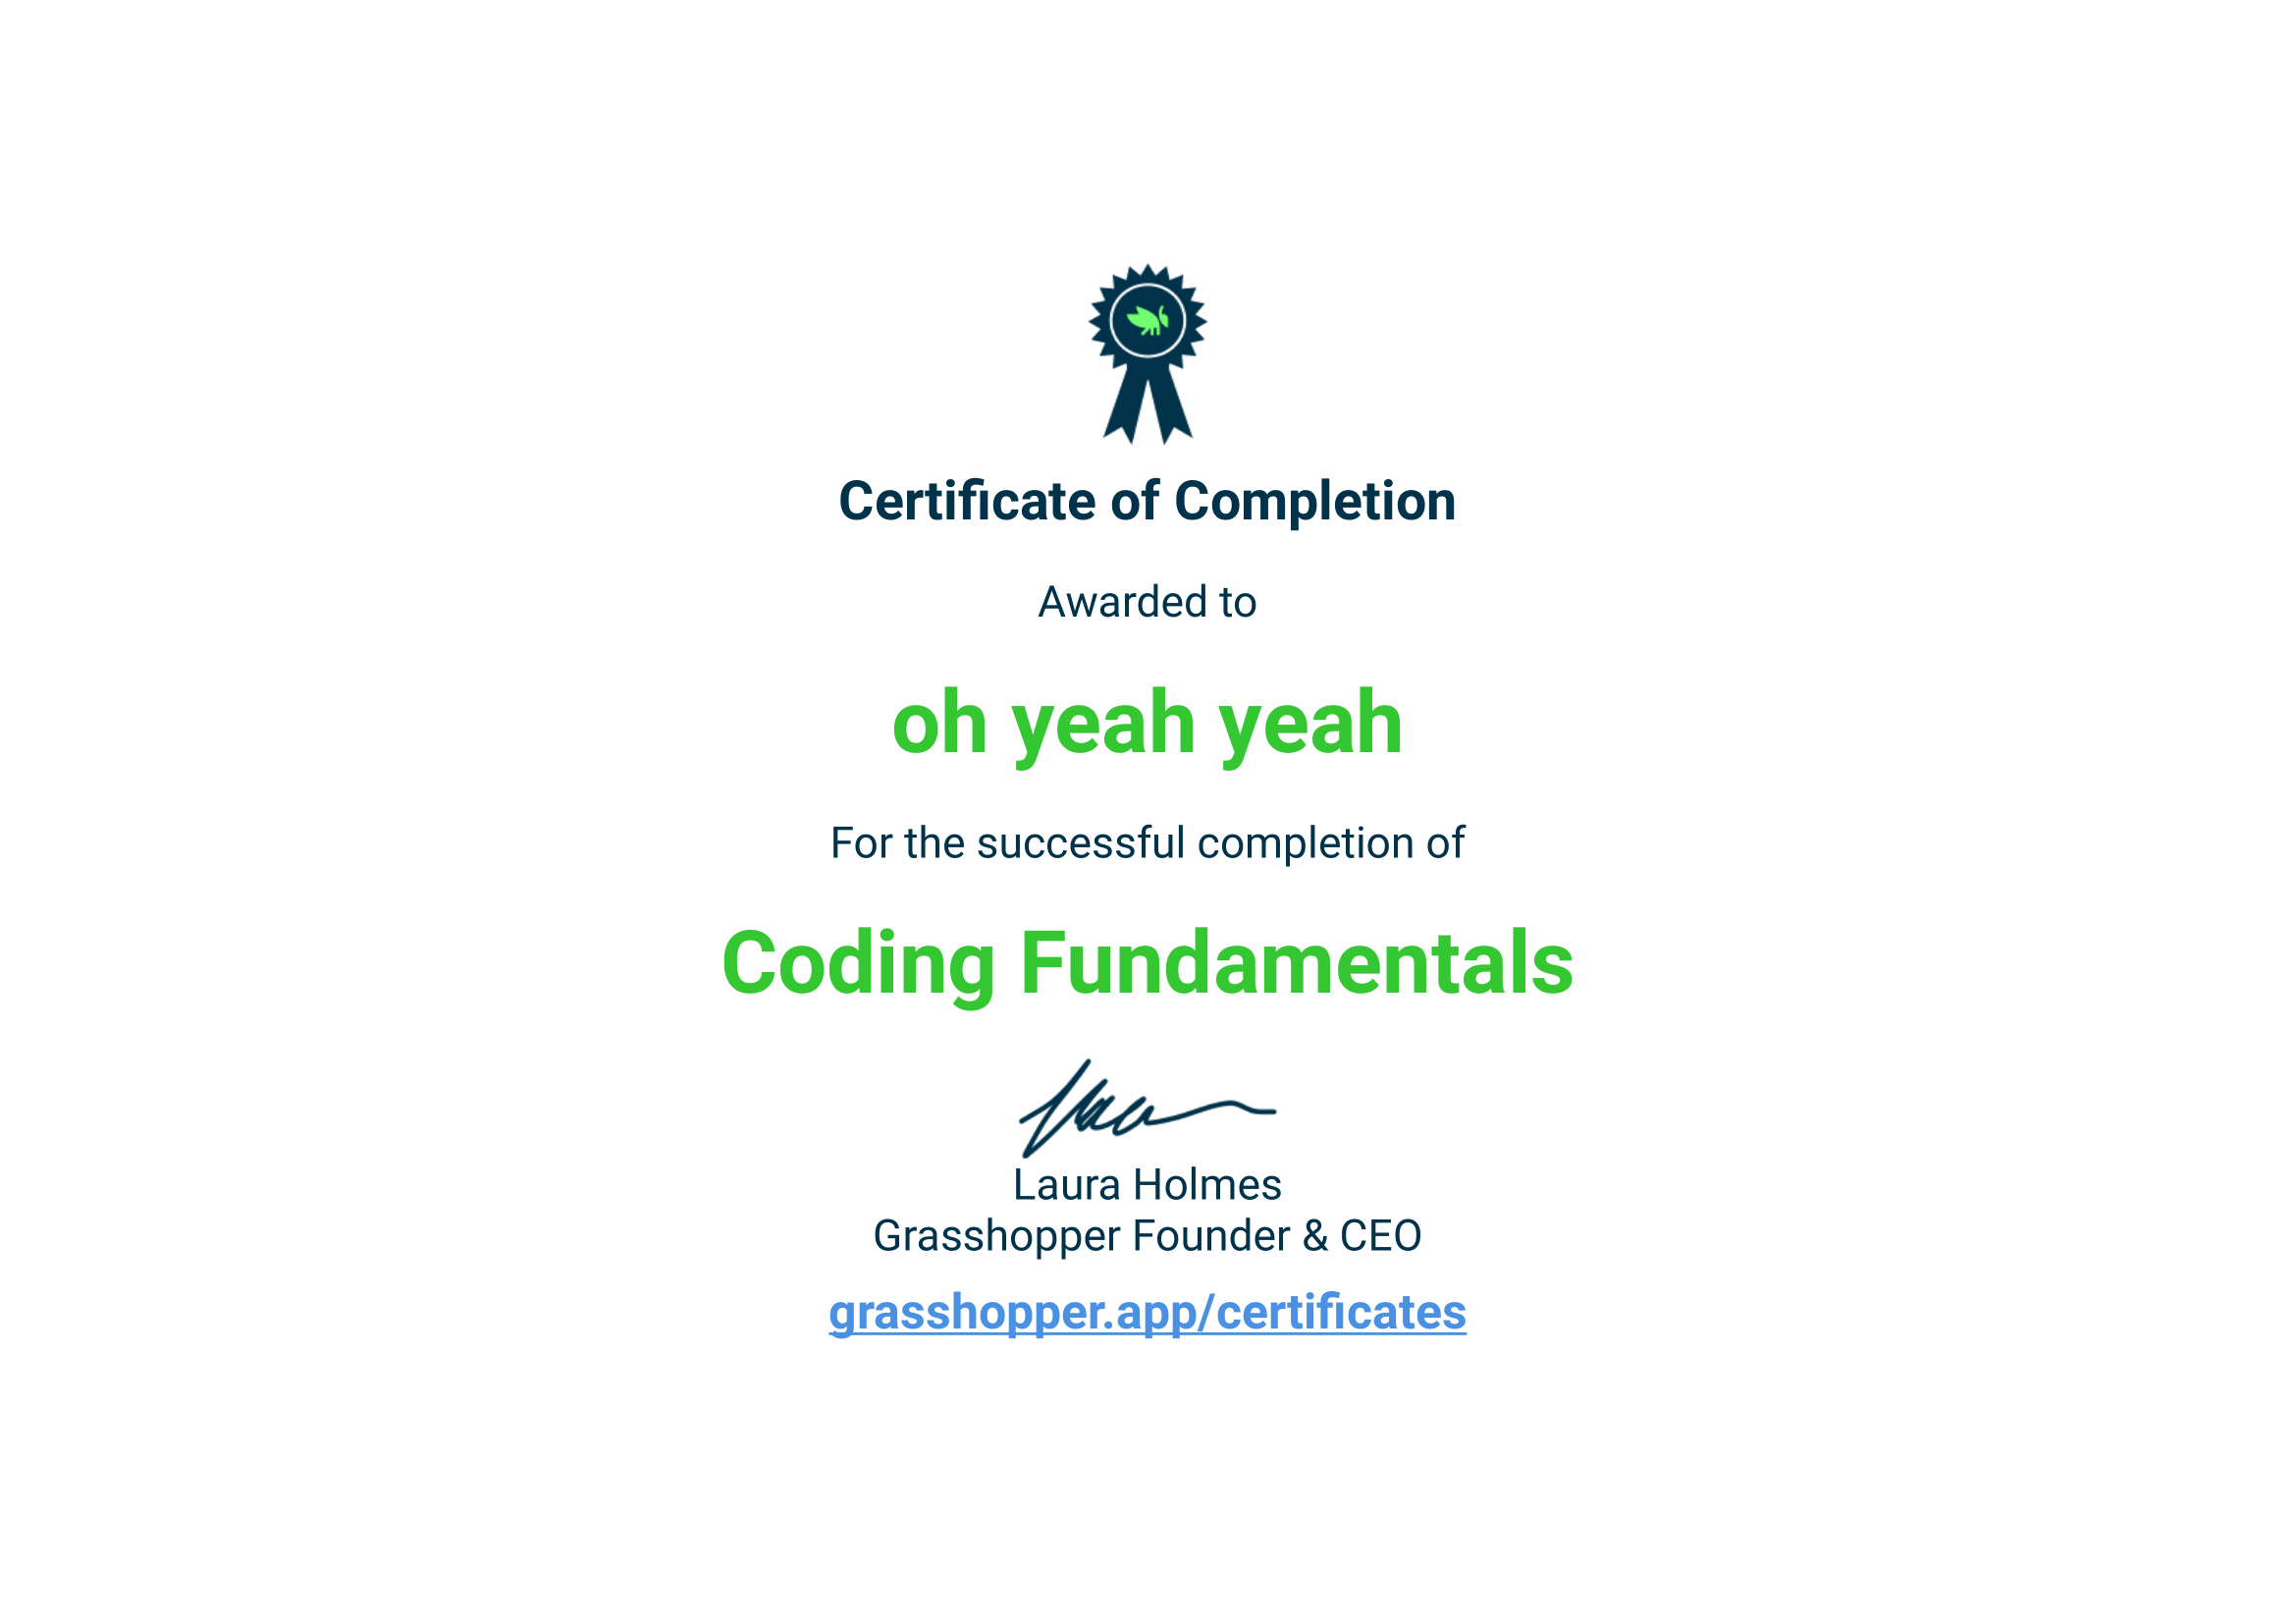 Certificate of Completion
Awarded to
oh yeah yeah
For the successful completion of
Coding Fundamentals
Laura Holmes
Grasshopper Founder & CEO
grasshopper.app/certificates